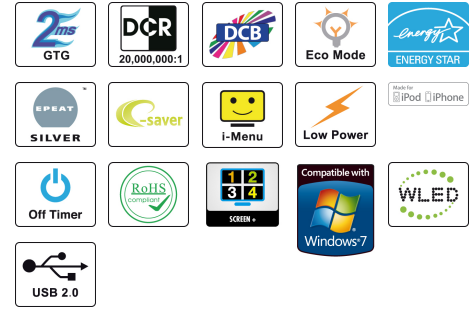 2ms
GTG
DCR
20,000,000:1
DCB
Eco Mode
energy
ENERGY STAR
EPEAT™
SILVER
e-saver
i-Menu
Low Power
Made for
iPod iPhone
Off Timer
RoHS
compliant
1 2
3 4
SCREEN +
Compatible with
Windows®7
WLED
USB 2.0